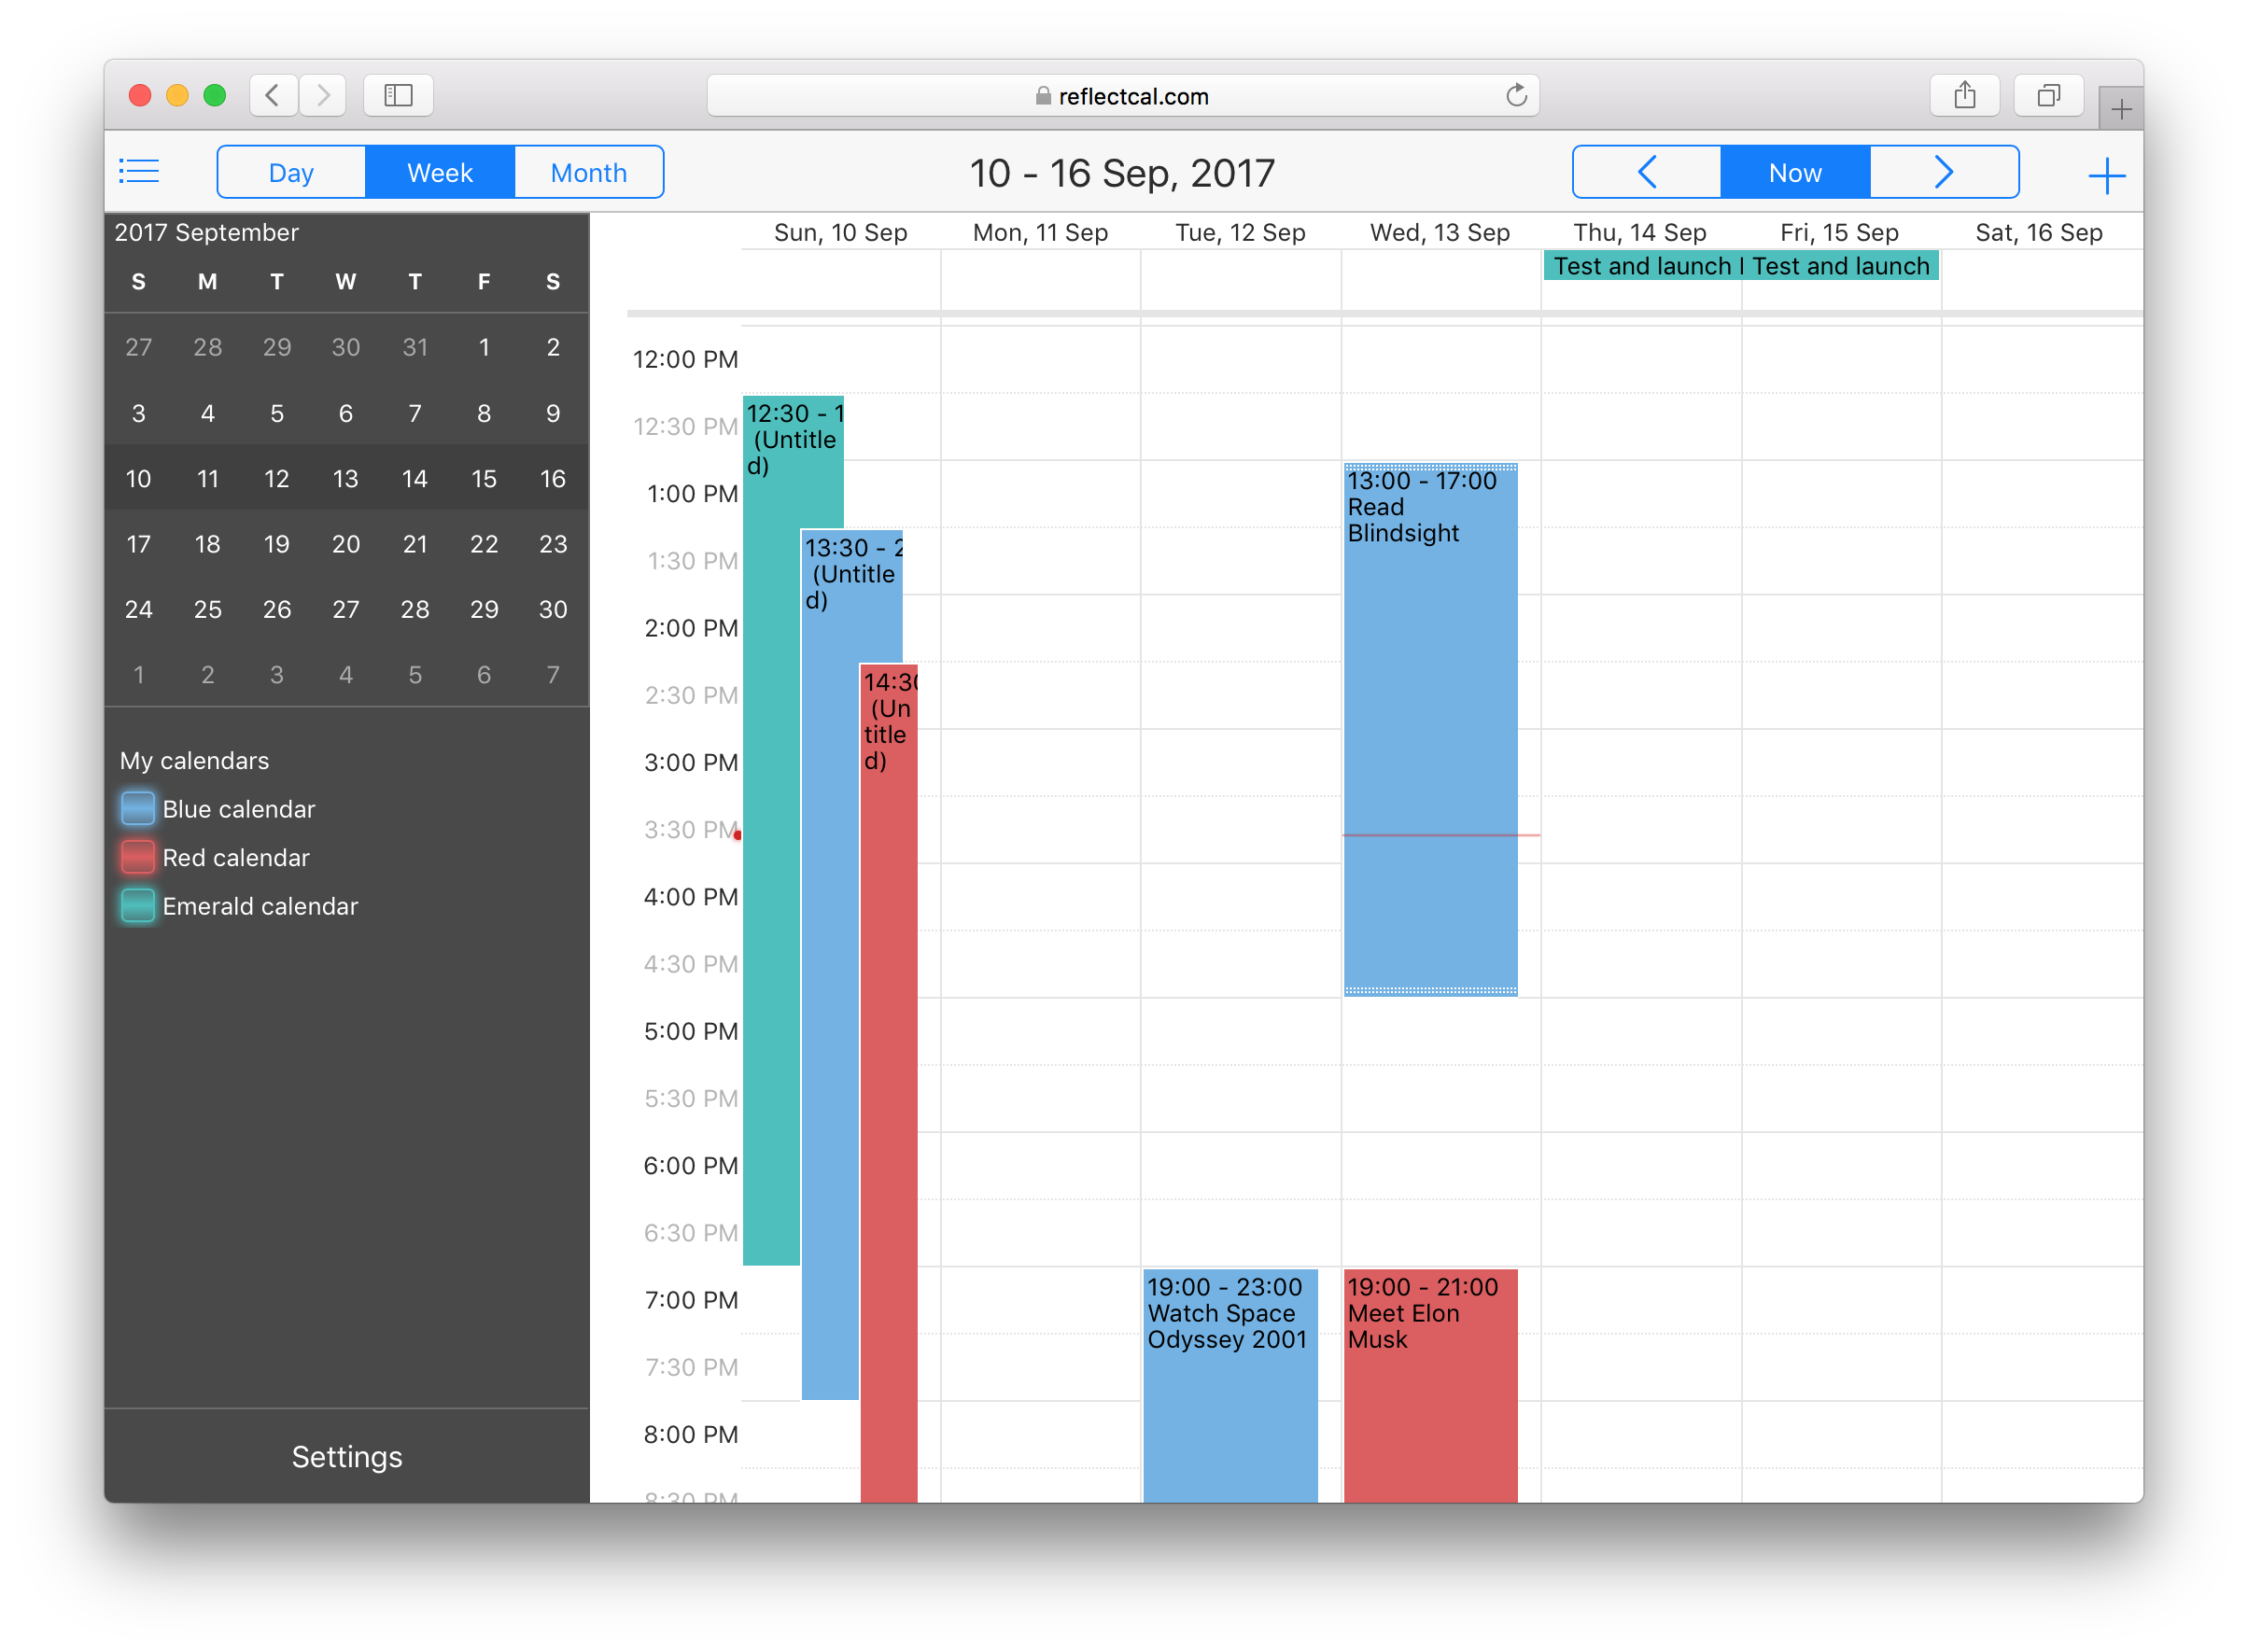 reflectcal.com
Day Week Month
10 - 16 Sep, 2017
Now
2017 September
S M T W T F S
27 28 29 30 31 1 2
3 4 5 6 7 8 9
10 11 12 13 14 15 16
17 18 19 20 21 22 23
24 25 26 27 28 29 30
1 2 3 4 5 6 7
My calendars
Blue calendar
Red calendar
Emerald calendar
Settings
Sun, 10 Sep Mon, 11 Sep Tue, 12 Sep Wed, 13 Sep Thu, 14 Sep Fri, 15 Sep Sat, 16 Sep
Test and launch Test and launch
12:00 PM
12:30 PM
1:00 PM
1:30 PM
2:00 PM
2:30 PM
3:00 PM
3:30 PM
4:00 PM
4:30 PM
5:00 PM
5:30 PM
6:00 PM
6:30 PM
7:00 PM
7:30 PM
8:00 PM
8:30 PM
12:30 - 1
(Untitle
d)
13:30 - 2
(Untitle
d)
14:30
(Un
title
d)
19:00 - 23:00
Watch Space
Odyssey 2001
13:00 - 17:00
Read
Blindsight
19:00 - 21:00
Meet Elon
Musk